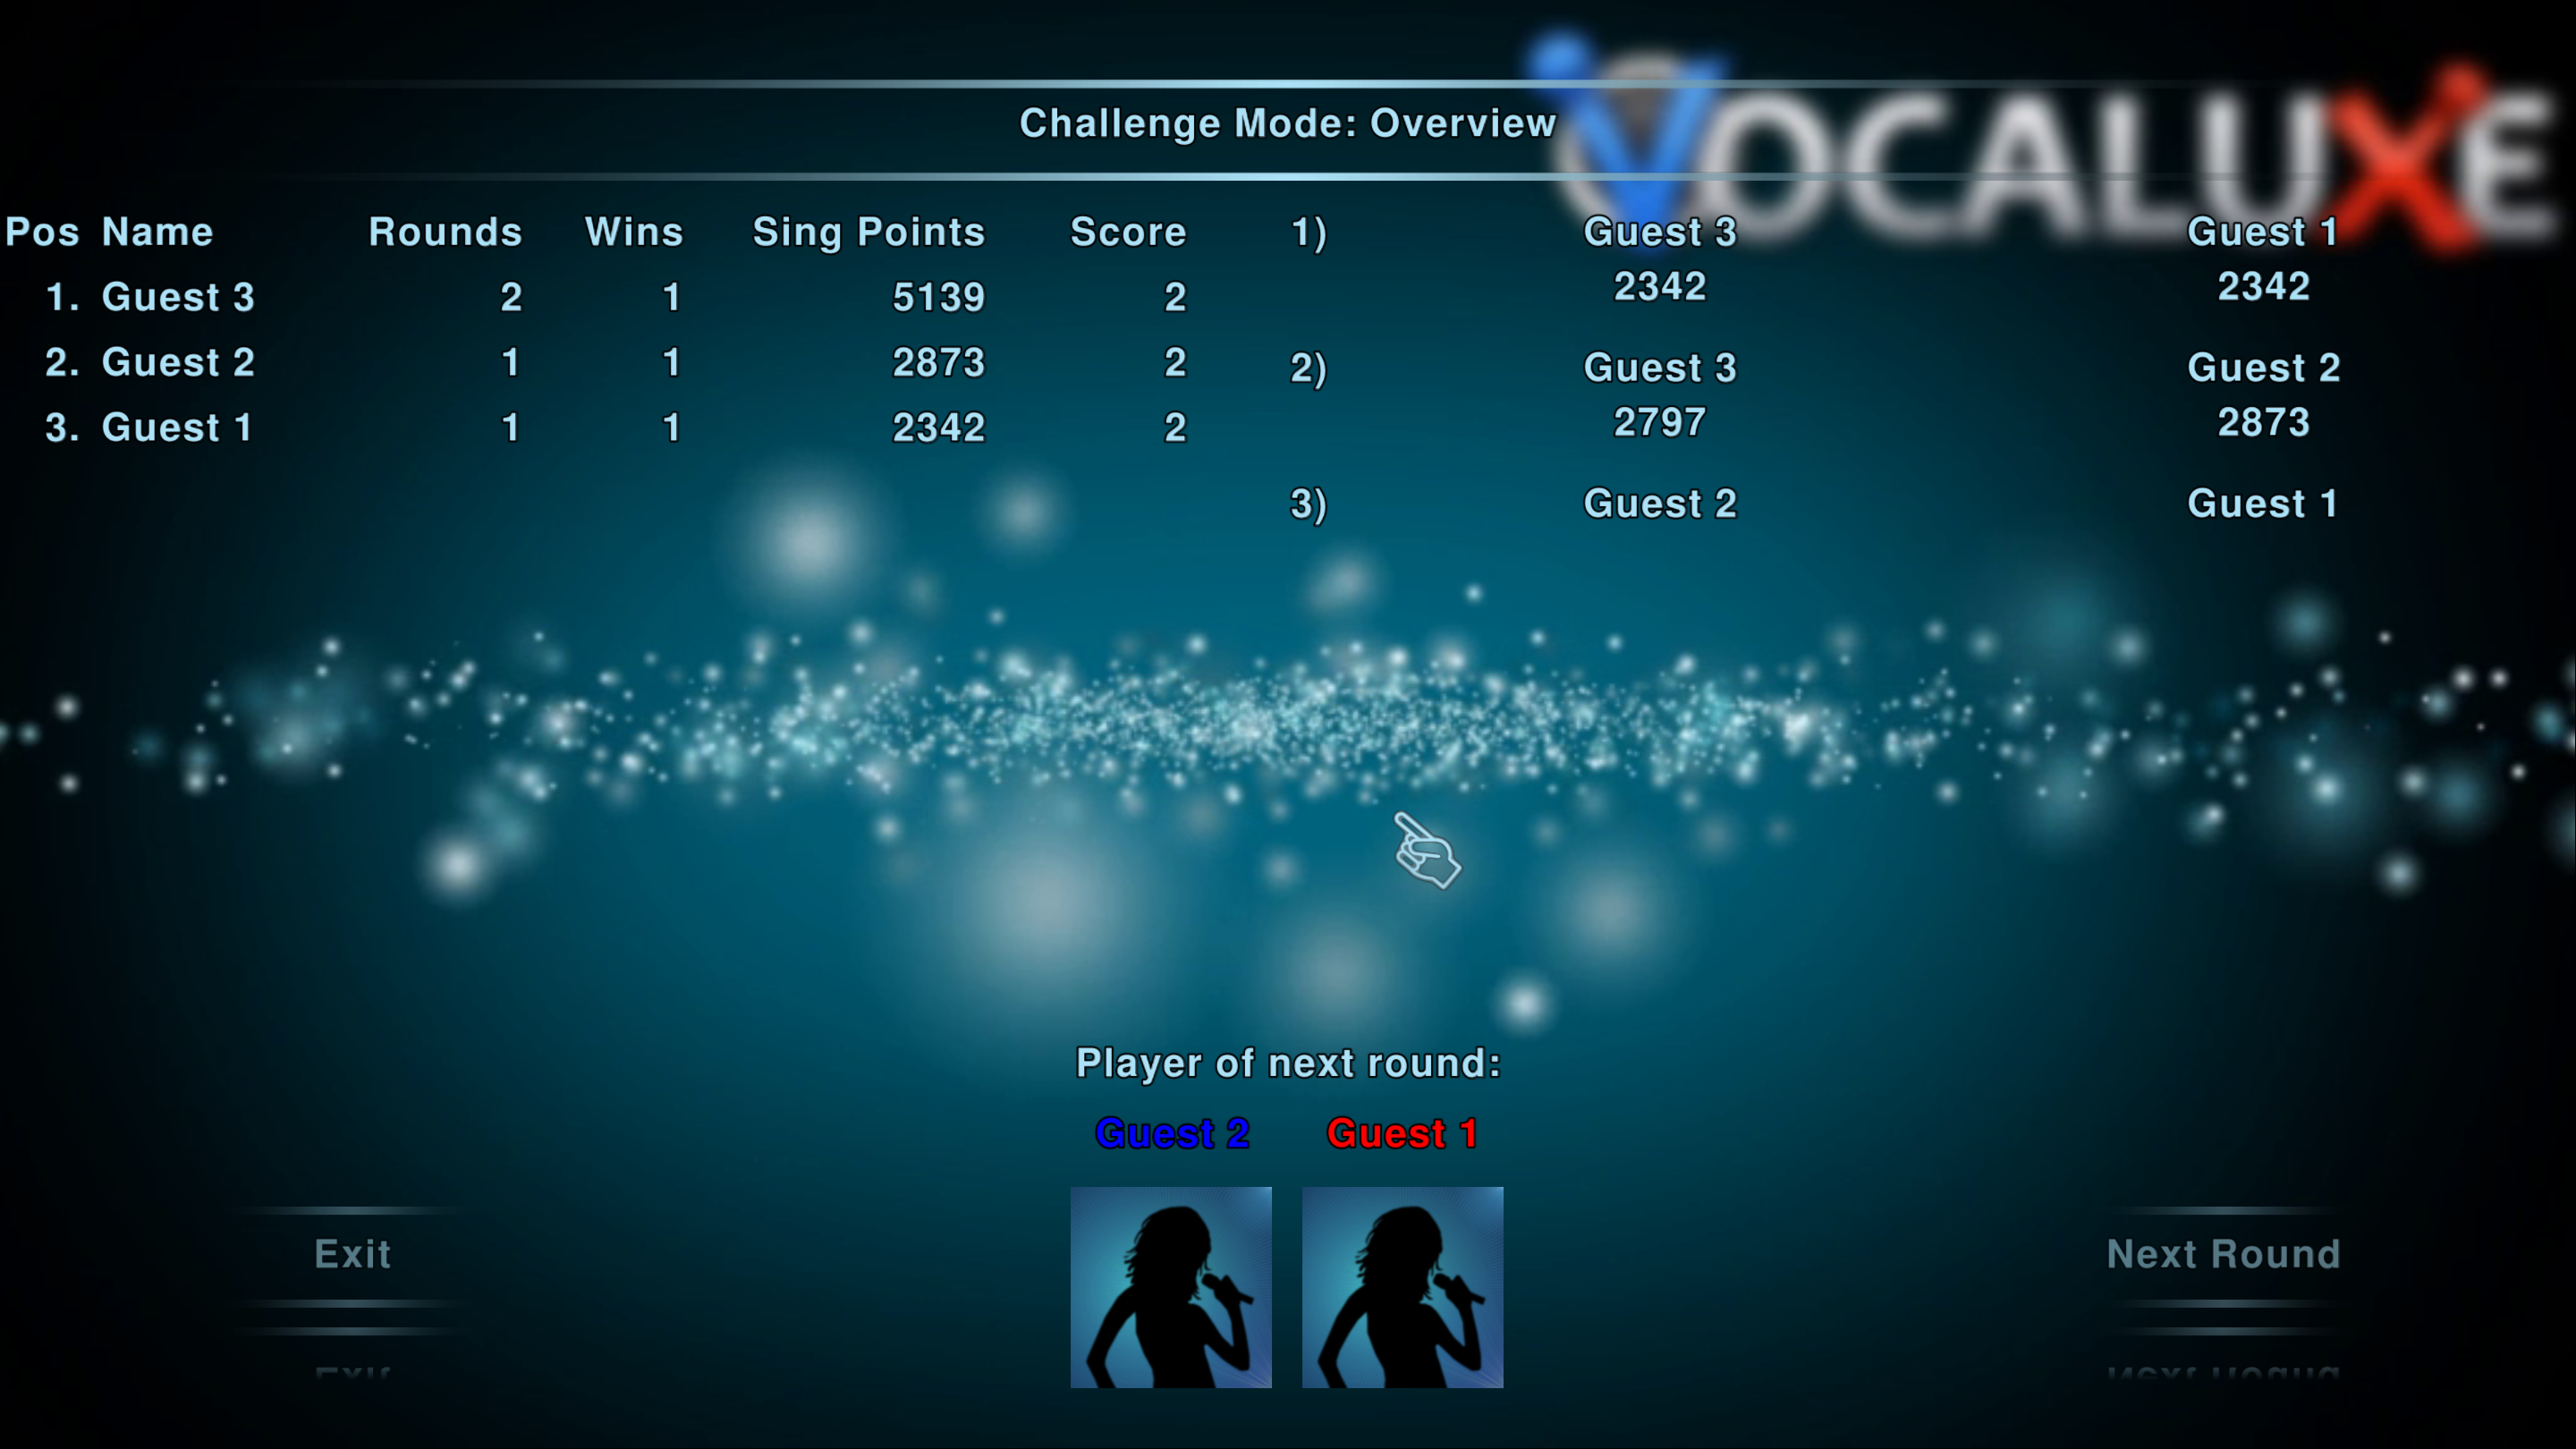 VOCALUXE
Challenge Mode: Overview
Pos Name Rounds Wins Sing Points Score
1. Guest 3 2 1 5139 2
2. Guest 2 1 1 2873 2
3. Guest 1 1 1 2342 2
1) Guest 3 Guest 1
2342 2342
2) Guest 3 Guest 2
2797 2873
3) Guest 2 Guest 1
Player of next round:
Guest 2 Guest 1
Exit
Next Round